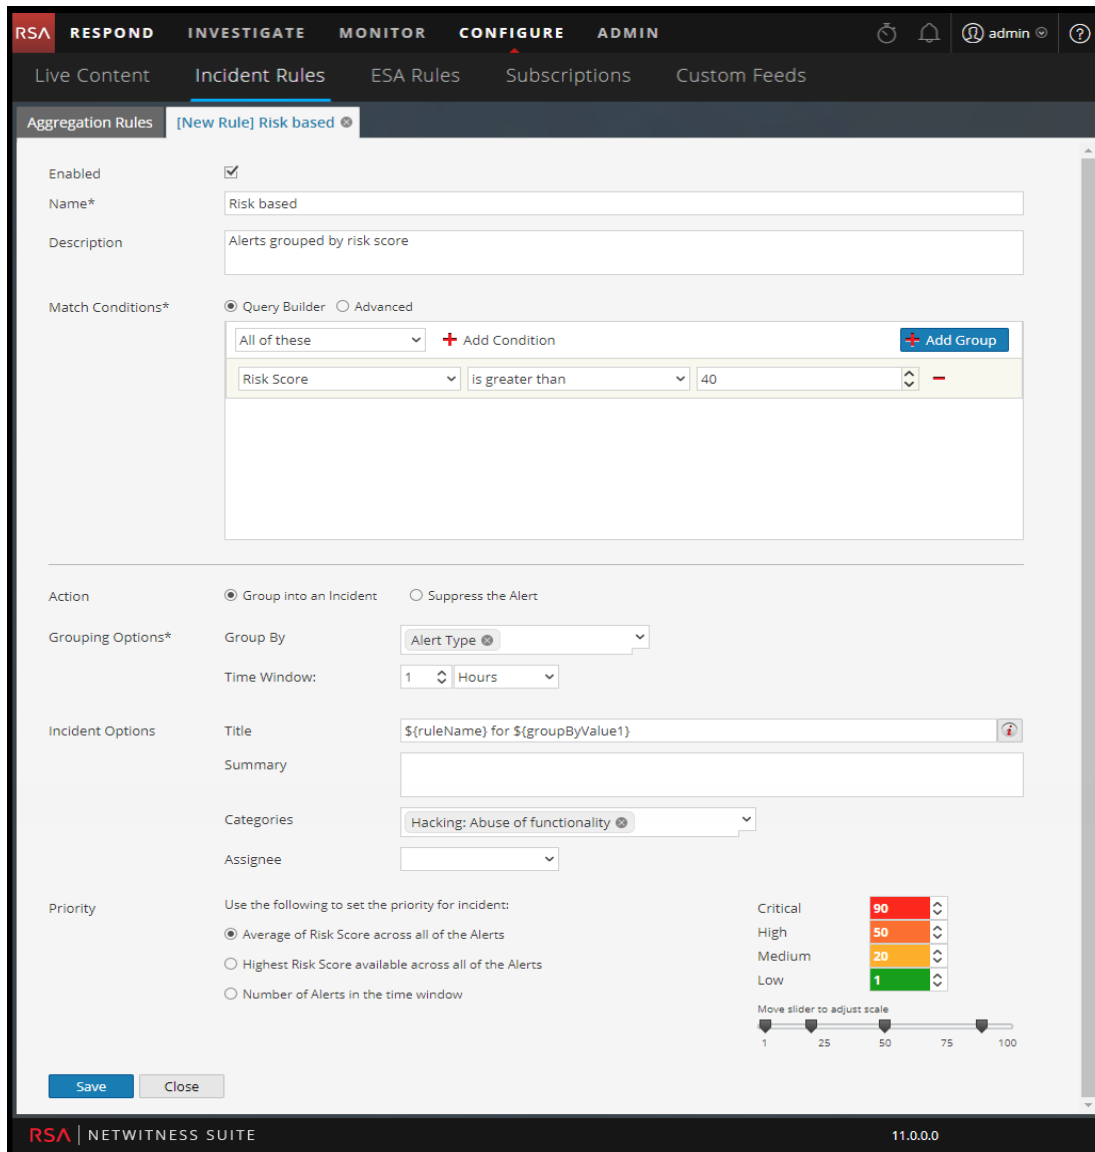 RSA RESPOND INVESTIGATE MONITOR CONFIGURE ADMIN admin
Live Content Incident Rules ESA Rules Subscriptions Custom Feeds
Aggregation Rules [New Rule] Risk based
Enabled
Name* Risk based
Description Alerts grouped by risk score
Match Conditions* Query Builder Advanced
All of these Add Condition Add Group
Risk Score is greater than 40
Action Group into an Incident Suppress the Alert
Grouping Options* Group By Alert Type
Time Window: 1 Hours
Incident Options Title ${ruleName} for ${groupByValue1}
Summary
Categories Hacking: Abuse of functionality
Assignee
Priority Use the following to set the priority for incident:
Average of Risk Score across all of the Alerts
Highest Risk Score available across all of the Alerts
Number of Alerts in the time window
Critical 90
High 50
Medium 20
Low 1
Move slider to adjust scale
1 25 50 75 100
Save Close
RSA NETWITNESS SUITE 11.0.0.0